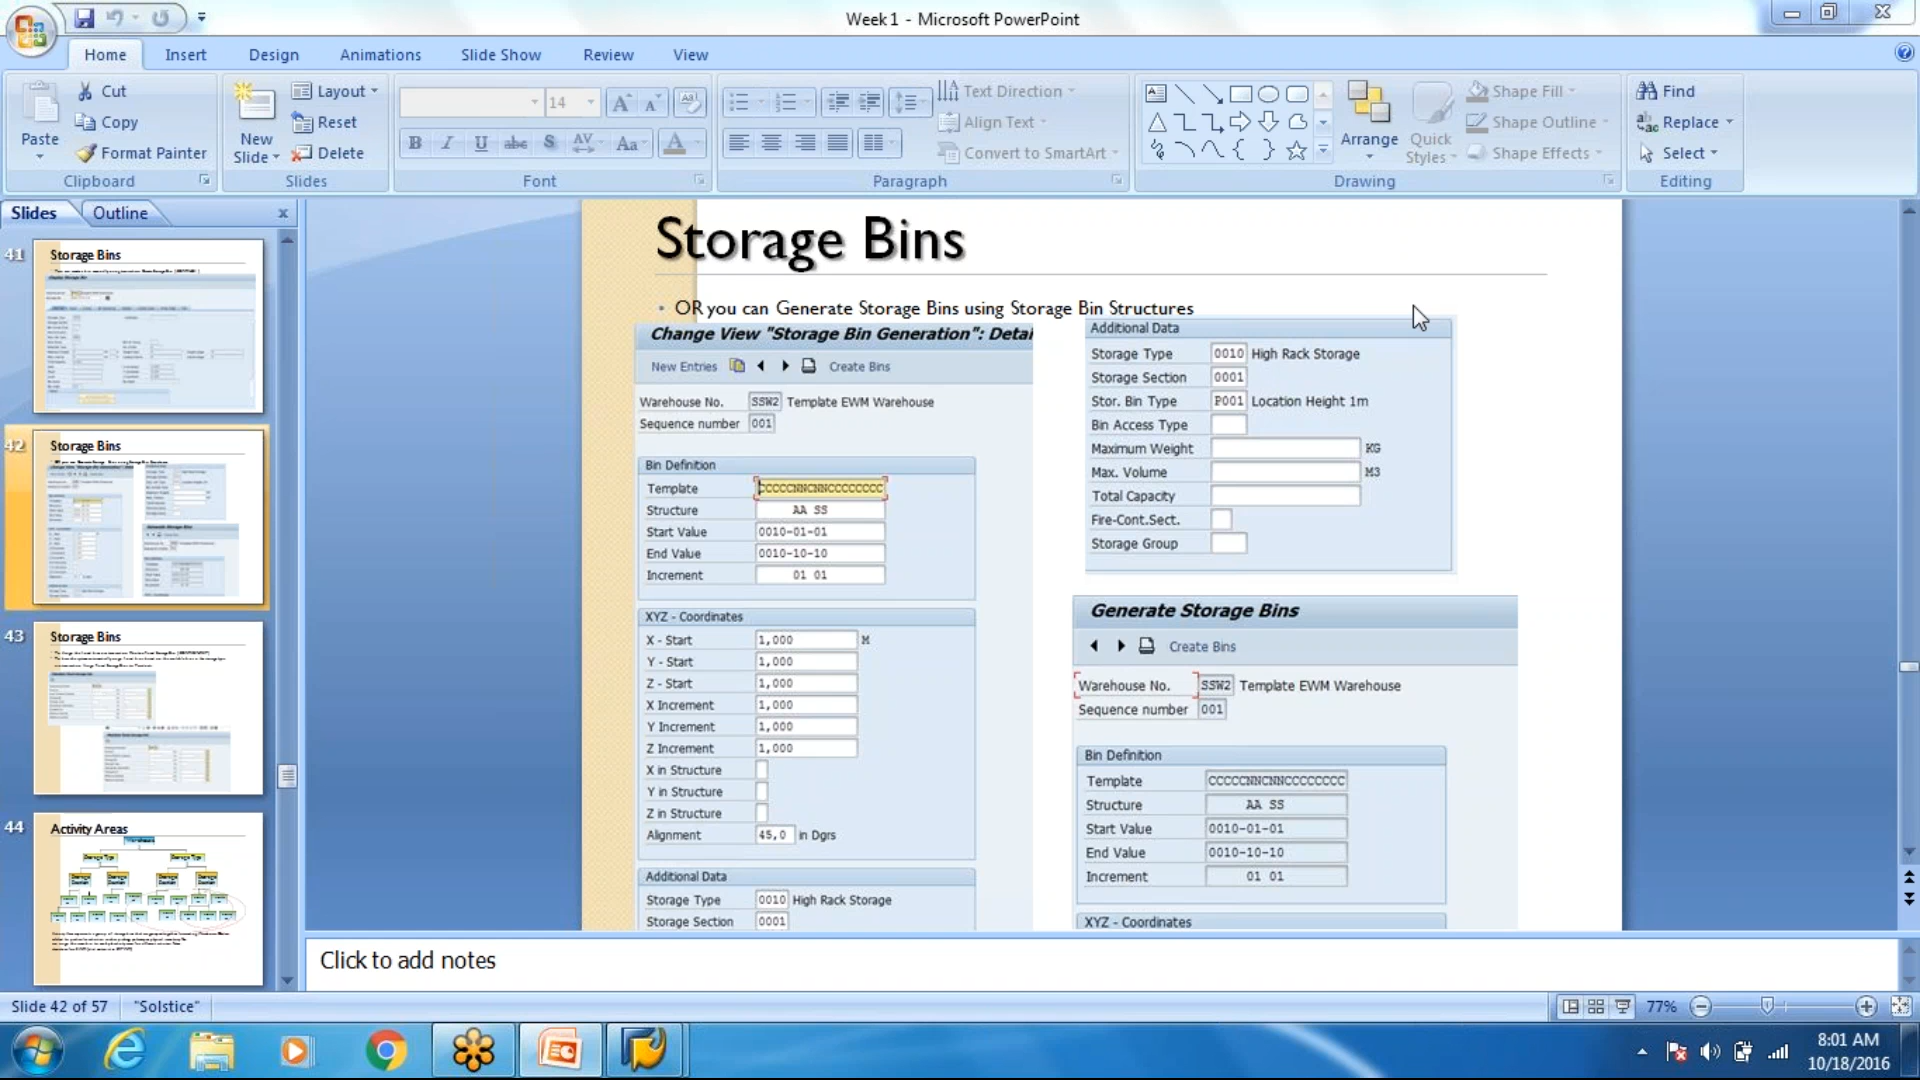 Week 1 - Microsoft PowerPoint
Home
Insert
Design
Animations
Slide Show
Review
View
Paste
Cut
Copy
Format Painter
Clipboard
New
Slide
Layout
Reset
Delete
Slides
14
Font
Text Direction
Align Text
Convert to SmartArt
Paragraph
Arrange
Quick
Styles
Shape Fill
Shape Outline
Shape Effects
Drawing
Find
Replace
Select
Editing
Slides
Outline
41
Storage Bins
42
Storage Bins
43
Storage Bins
44
Activity Areas
Storage Bins
OR you can Generate Storage Bins using Storage Bin Structures
Change View "Storage Bin Generation": Detai
New Entries
Create Bins
Warehouse No. SSW2 Template EWM Warehouse
Sequence number 001
Bin Definition
Template CCCCCNNCNNCCCCCCCC
Structure AA SS
Start Value 0010-01-01
End Value 0010-10-10
Increment 01 01
XYZ - Coordinates
X - Start 1,000 M
Y - Start 1,000
Z - Start 1,000
X Increment 1,000
Y Increment 1,000
Z Increment 1,000
X in Structure
Y in Structure
Z in Structure
Alignment 45,0 in Dgrs
Additional Data
Storage Type 0010 High Rack Storage
Storage Section 0001
Additional Data
Storage Type 0010 High Rack Storage
Storage Section 0001
Stor. Bin Type P001 Location Height 1m
Bin Access Type
Maximum Weight KG
Max. Volume M3
Total Capacity
Fire-Cont.Sect.
Storage Group
Generate Storage Bins
Create Bins
Warehouse No. SSW2 Template EWM Warehouse
Sequence number 001
Bin Definition
Template CCCCCNNCNNCCCCCCCC
Structure AA SS
Start Value 0010-01-01
End Value 0010-10-10
Increment 01 01
XYZ - Coordinates
Click to add notes
Slide 42 of 57
"Solstice"
77%
8:01 AM
10/18/2016